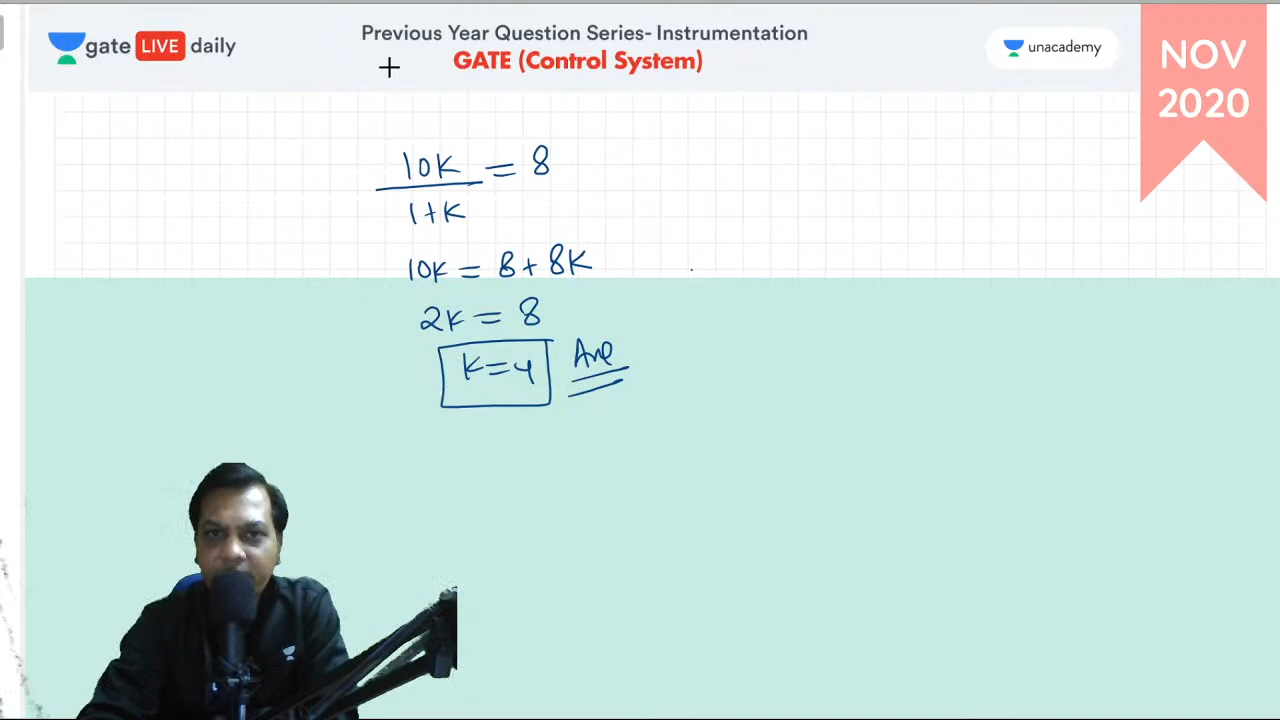 gate LIVE daily
Previous Year Question Series- Instrumentation
GATE (Control System)
unacademy
NOV
2020
10K = 8
1+K
10K = 8 + 8K
2K = 8
K=4 Ans